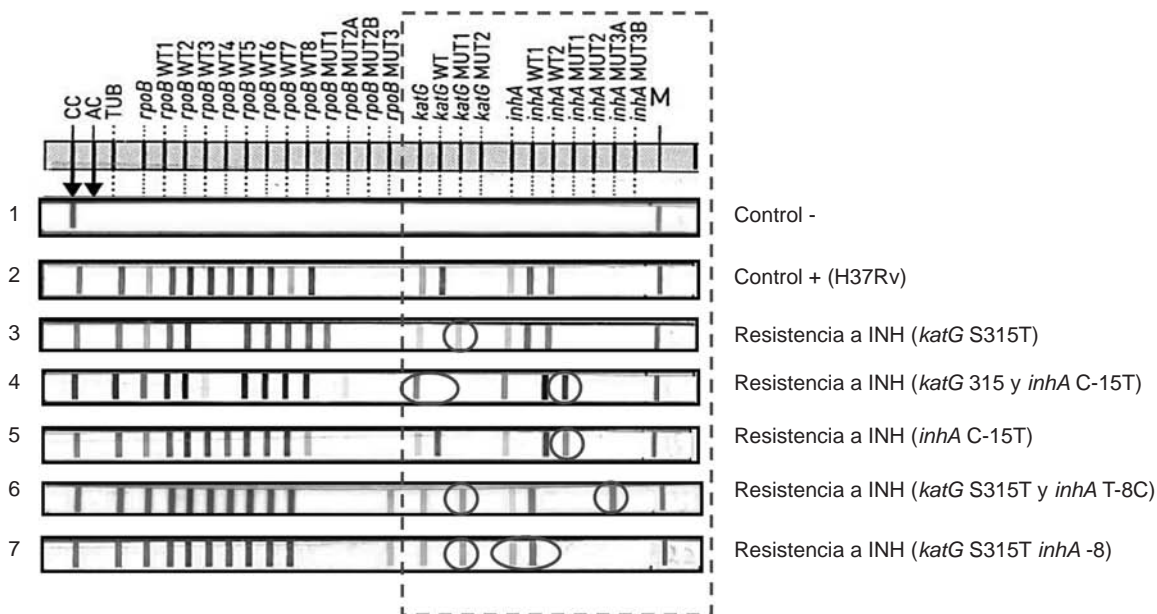 CC
AC
TUB
rpoB
rpoB WT1
rpoB WT2
rpoB WT3
rpoB WT4
rpoB WT5
rpoB WT6
rpoB WT7
rpoB WT8
rpoB MUT1
rpoB MUT2A
rpoB MUT2B
rpoB MUT3
katG
katG WT
katG MUT1
katG MUT2
inhA
inhA WT1
inhA WT2
inhA MUT1
inhA MUT2
inhA MUT3A
inhA MUT3B
M
1 Control -
2 Control + (H37Rv)
3 Resistencia a INH (katG S315T)
4 Resistencia a INH (katG 315 y inhA C-15T)
5 Resistencia a INH (inhA C-15T)
6 Resistencia a INH (katG S315T y inhA T-8C)
7 Resistencia a INH (katG S315T inhA -8)